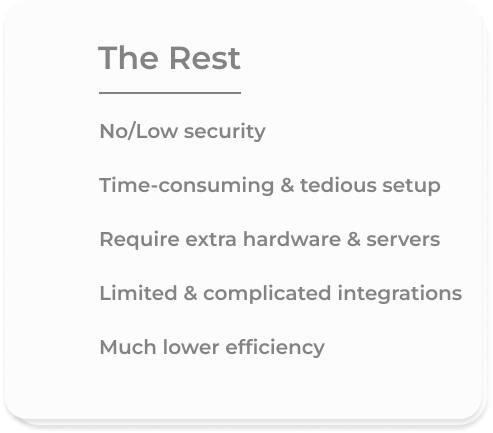 The Rest
No/Low security
Time-consuming & tedious setup
Require extra hardware & servers
Limited & complicated integrations
Much lower efficiency